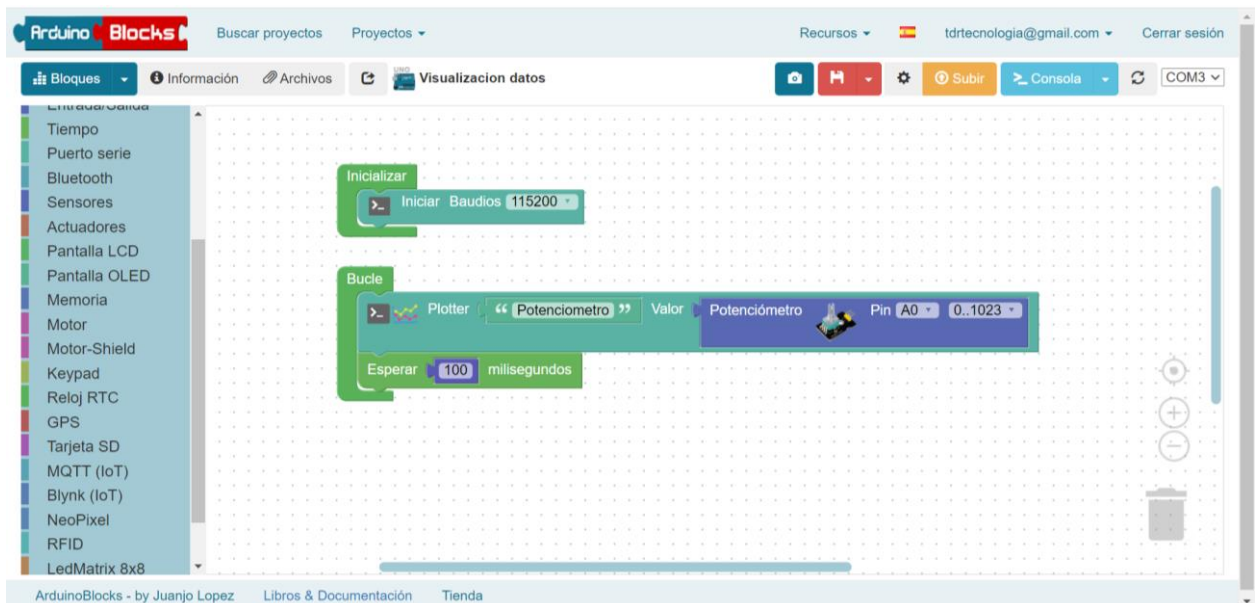 Arduino Blocks
Buscar proyectos
Proyectos
Recursos
tdrtecnologia@gmail.com
Cerrar sesión
Bloques
Información
Archivos
UNO
Visualizacion datos
Subir
>_ Consola
COM3
Entrada/Salida
Tiempo
Puerto serie
Bluetooth
Sensores
Actuadores
Pantalla LCD
Pantalla OLED
Memoria
Motor
Motor-Shield
Keypad
Reloj RTC
GPS
Tarjeta SD
MQTT (IoT)
Blynk (IoT)
NeoPixel
RFID
LedMatrix 8x8
Inicializar
>_ Iniciar Baudios 115200
Bucle
>_ Plotter “ Potenciometro ” Valor Potenciómetro Pin A0 0..1023
Esperar 100 milisegundos
ArduinoBlocks - by Juanjo Lopez
Libros & Documentación
Tienda